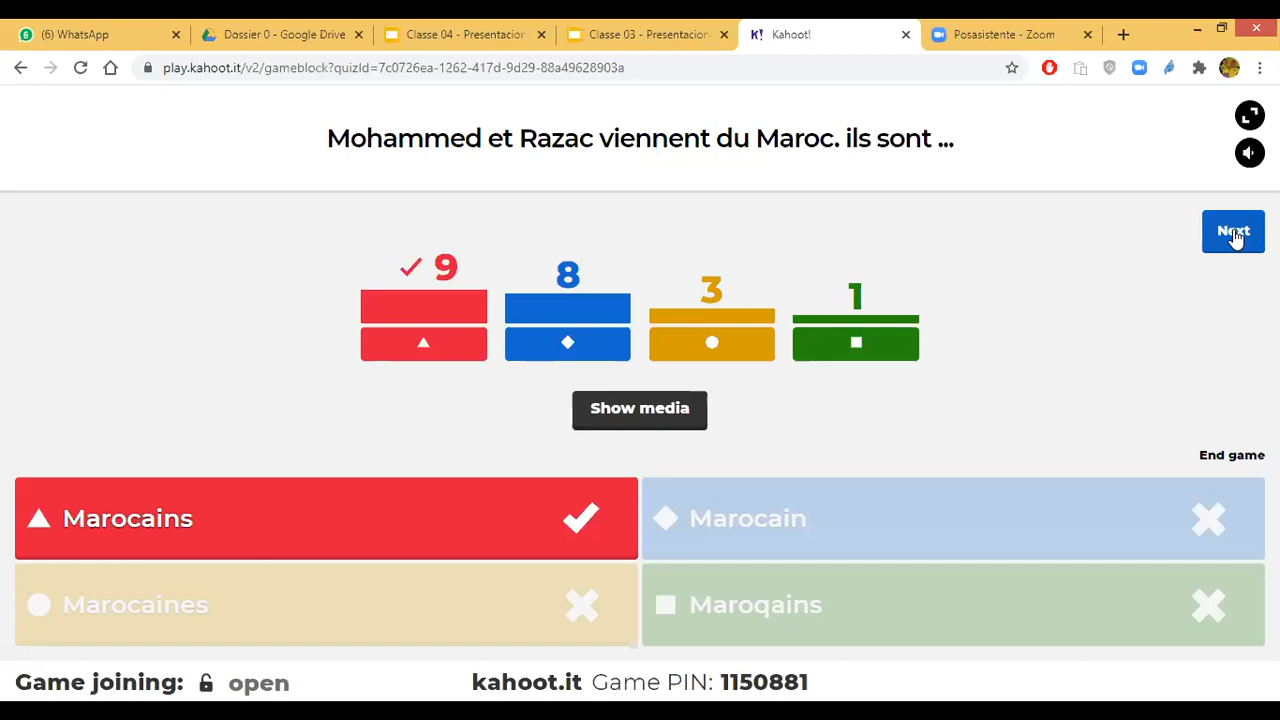 6 (6) WhatsApp
Dossier 0 - Google Drive
Classe 04 - Presentacion
Classe 03 - Presentacion
K! Kahoot!
Posasistente - Zoom
play.kahoot.it/v2/gameblock?quizId=7c0726ea-1262-417d-9d29-88a49628903a
Mohammed et Razac viennent du Maroc. ils sont ...
Next
9
8
3
1
Show media
End game
Marocains
Marocain
Marocaines
Maroqains
Game joining: open
kahoot.it Game PIN: 1150881